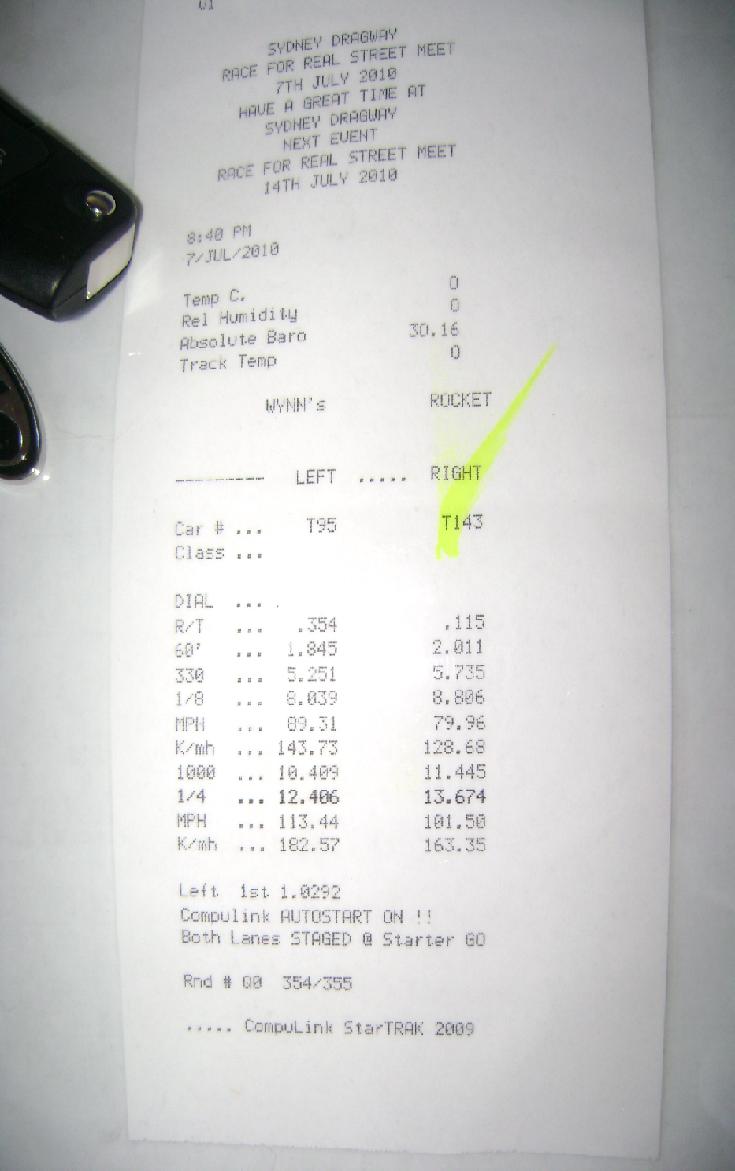 SYDNEY DRAGWAY
RACE FOR REAL STREET MEET
7TH JULY 2010
HAVE A GREAT TIME AT
SYDNEY DRAGWAY
NEXT EVENT
RACE FOR REAL STREET MEET
14TH JULY 2010
8:40 PM
7/JUL/2010
Temp C. 0
Rel Humidity 0
Absolute Baro 30.16
Track Temp 0
WYNN's ROCKET
--------- LEFT ..... RIGHT
Car # ... T95 T143
Class ...
DIAL ... .
R/T ... .354 .115
60' ... 1.845 2.011
330 ... 5.251 5.735
1/8 ... 8.039 8.806
MPH ... 89.31 79.96
K/mh ... 143.73 128.68
1000 ... 10.409 11.445
1/4 ... 12.406 13.674
MPH ... 113.44 101.50
K/mh ... 182.57 163.35
Left 1st 1.0292
Compulink AUTOSTART ON !!
Both Lanes STAGED @ Starter GO
Rnd # Q0 354/355
..... CompuLink StarTRAK 2009